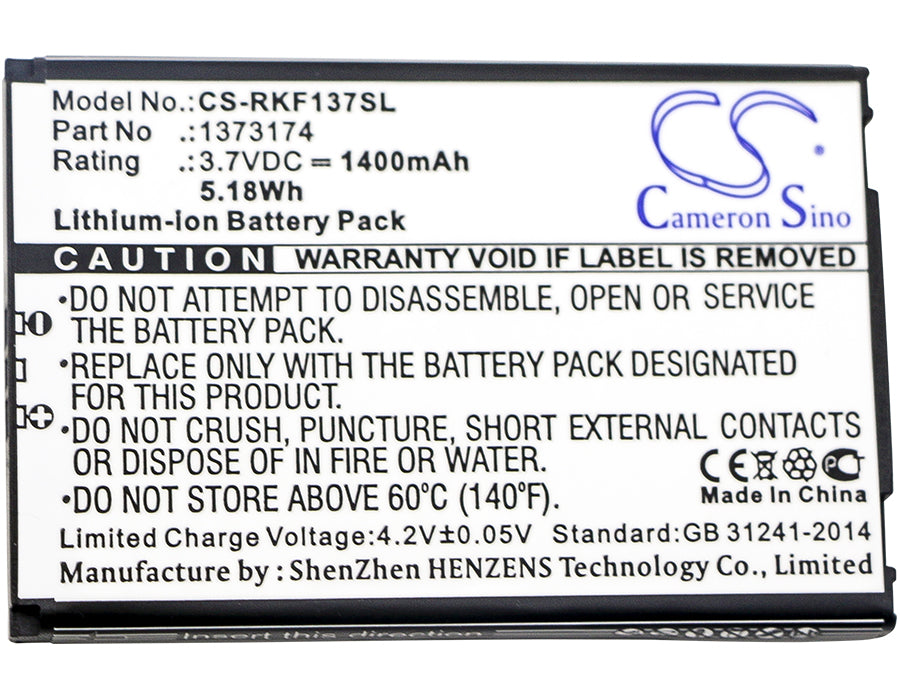 Model No.:CS-RKF137SL
Part No .:1373174
Rating .:3.7VDC = 1400mAh
5.18Wh
Lithium-ion Battery Pack
Cameron Sino
CAUTION WARRANTY VOID IF LABEL IS REMOVED
•DO NOT ATTEMPT TO DISASSEMBLE, OPEN OR SERVICE
THE BATTERY PACK.
•REPLACE ONLY WITH THE BATTERY PACK DESIGNATED
FOR THIS PRODUCT.
•DO NOT CRUSH, PUNCTURE, SHORT EXTERNAL CONTACTS
OR DISPOSE OF IN FIRE OR WATER.
•DO NOT STORE ABOVE 60°C (140°F).
CE
Made In China
Limited Charge Voltage:4.2V±0.05V Standard:GB 31241-2014
Manufacture by : ShenZhen HENZENS Technology Co.,Limited
Insert this